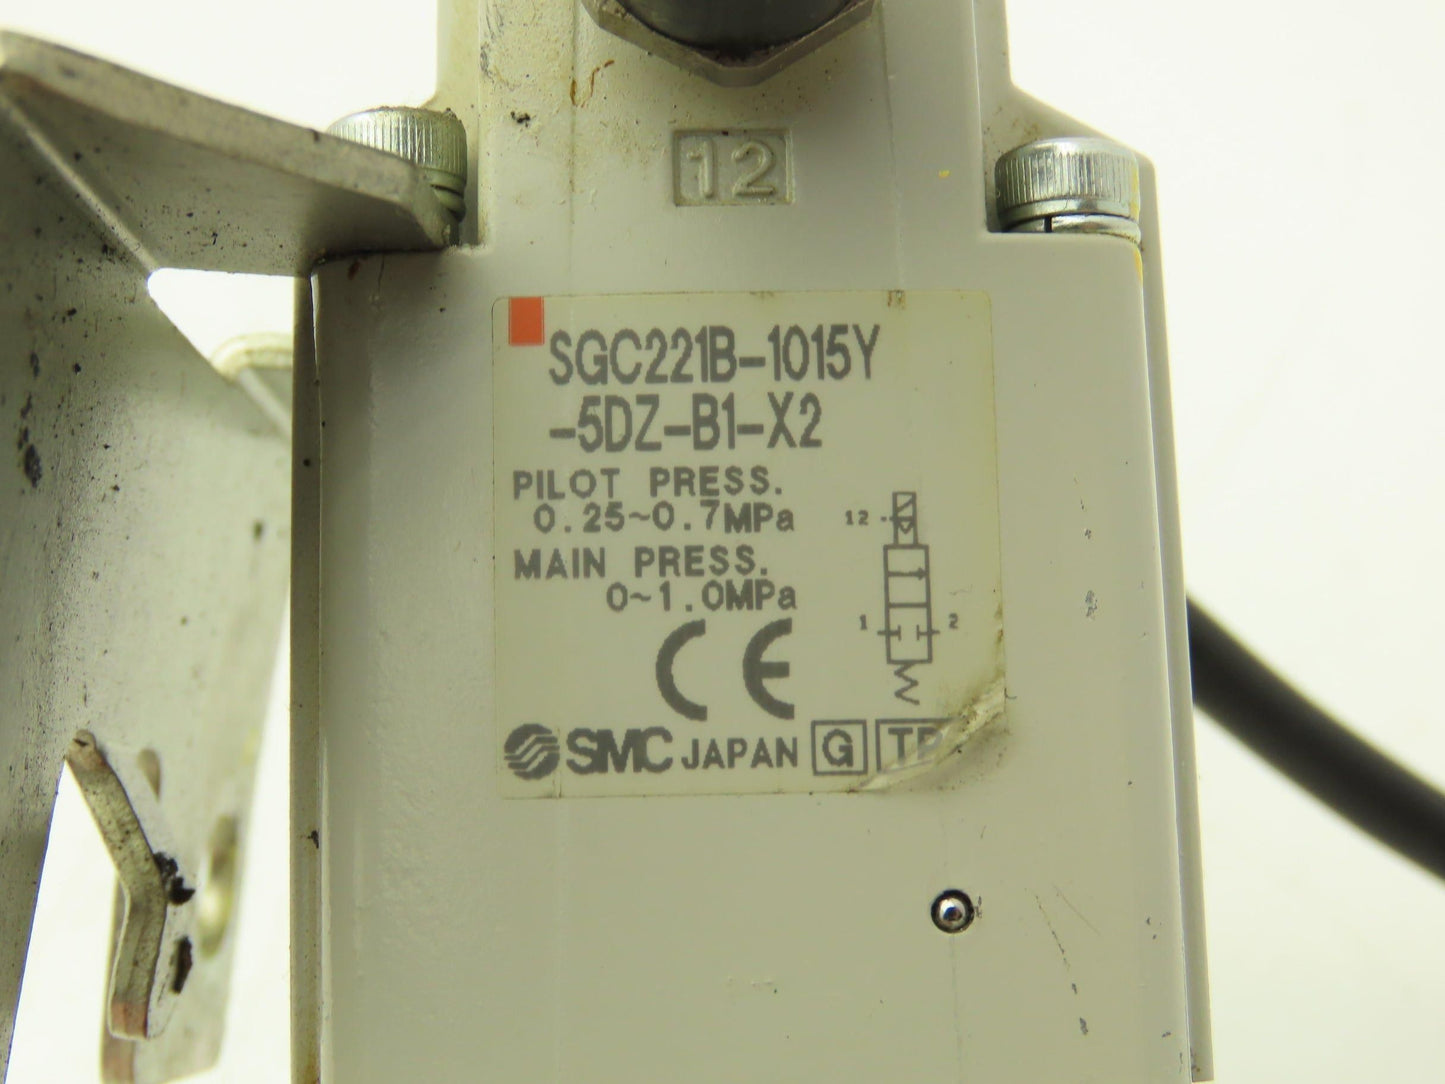 12
SGC221B-1015Y
-5DZ-B1-X2
PILOT PRESS.
0.25~0.7MPa
MAIN PRESS.
0~1.0MPa
12
1 2
CE
SMC JAPAN G